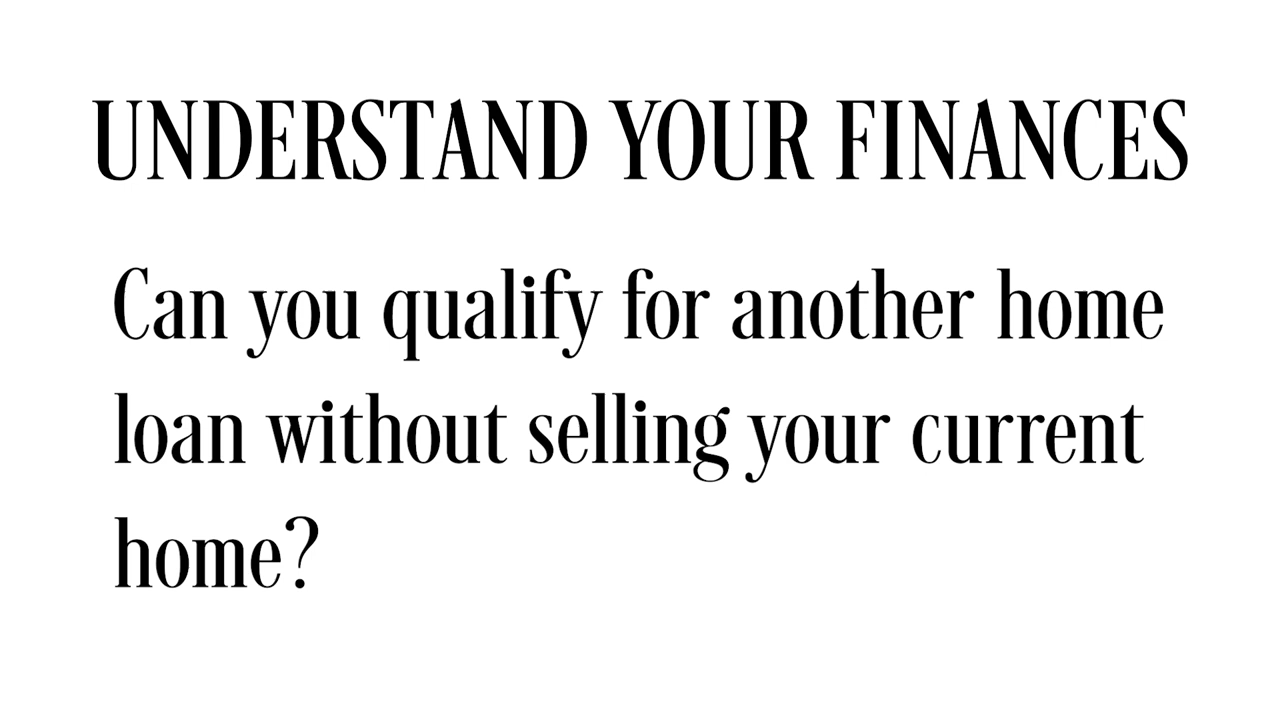 UNDERSTAND YOUR FINANCES
Can you qualify for another home
loan without selling your current
home?